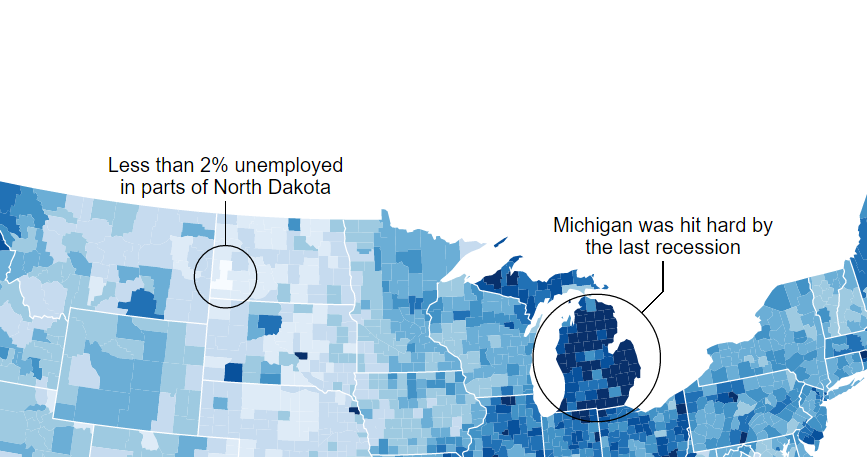 Less than 2% unemployed
in parts of North Dakota
Michigan was hit hard by
the last recession